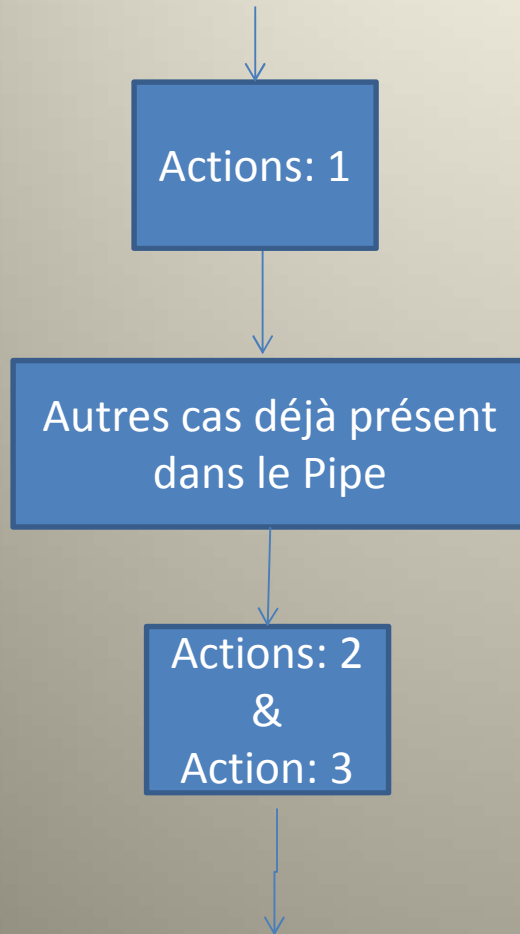 Actions: 1
Autres cas déjà présent
dans le Pipe
Actions: 2
&
Action: 3